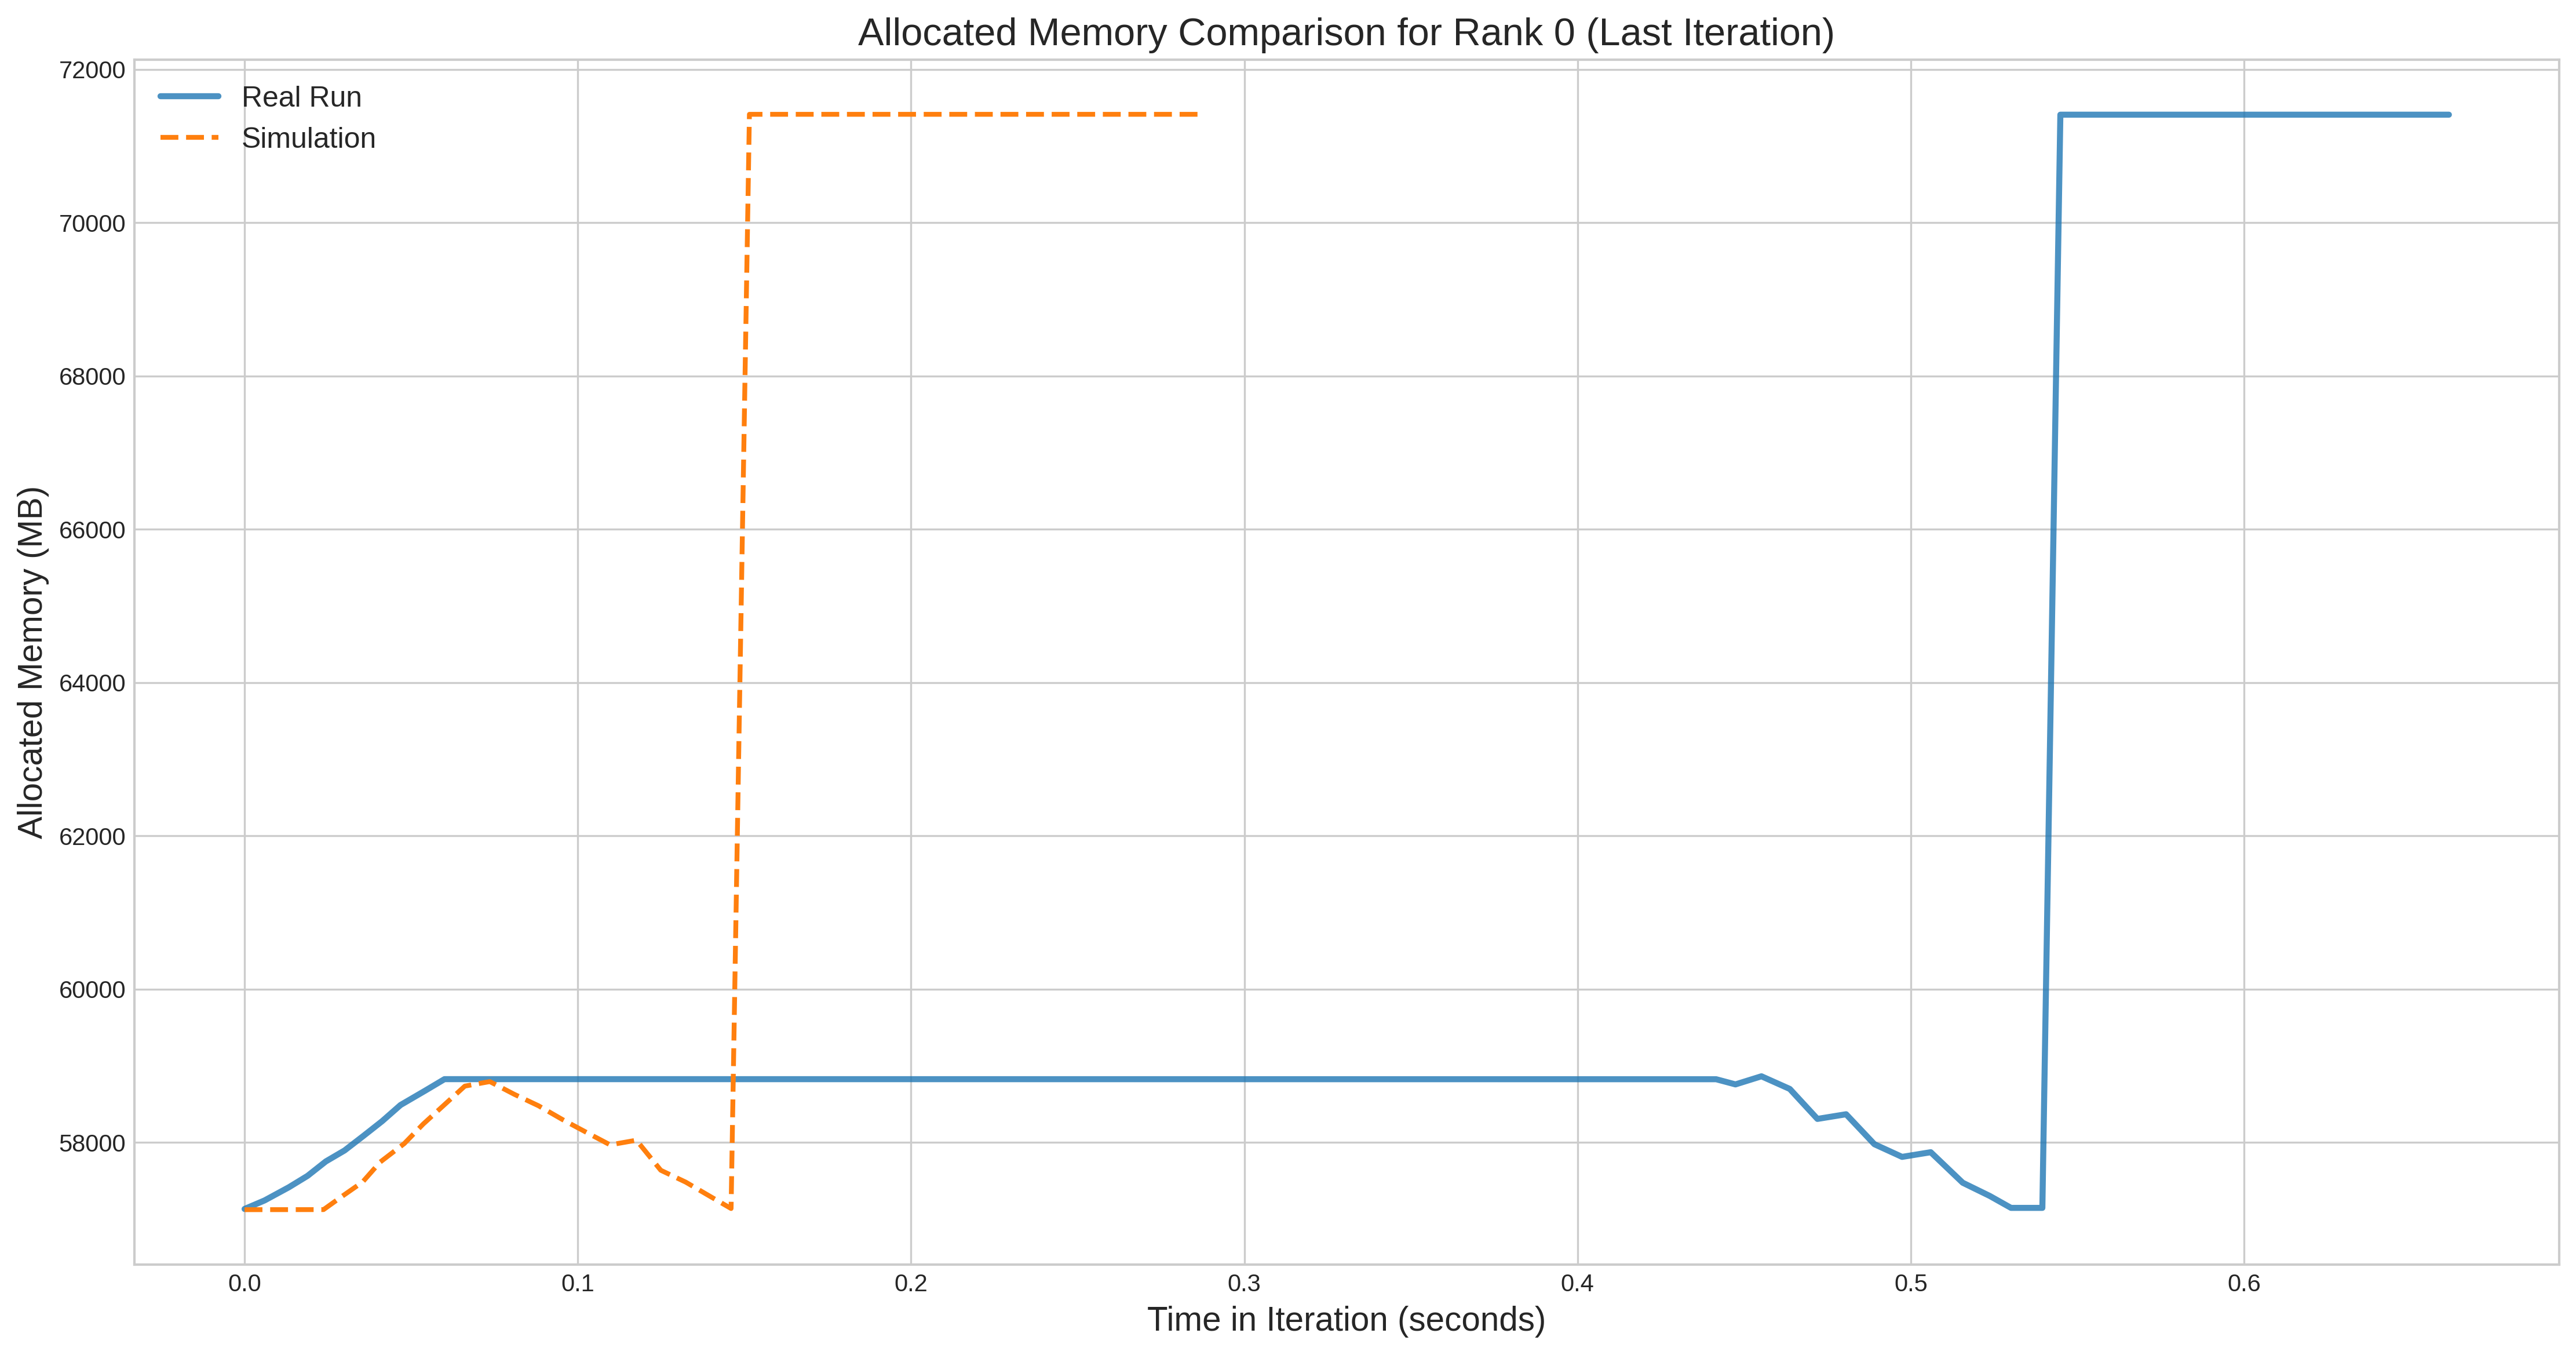 Allocated Memory Comparison for Rank 0 (Last Iteration)
Real Run
Simulation
Allocated Memory (MB)
72000
70000
68000
66000
64000
62000
60000
58000
0.0 0.1 0.2 0.3 0.4 0.5 0.6
Time in Iteration (seconds)